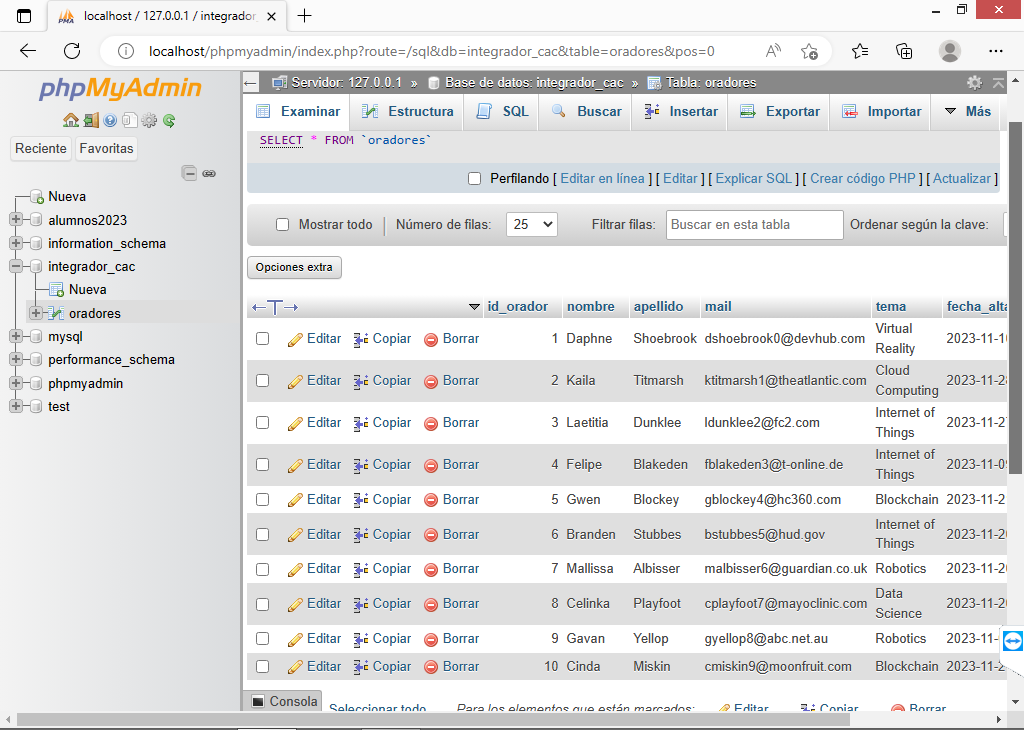 PMA
localhost / 127.0.0.1 / integrador
localhost/phpmyadmin/index.php?route=/sql&db=integrador_cac&table=oradores&pos=0
phpMyAdmin
Reciente Favoritas
Nueva
alumnos2023
information_schema
integrador_cac
Nueva
oradores
mysql
performance_schema
phpmyadmin
test
Servidor: 127.0.0.1 » Base de datos: integrador_cac » Tabla: oradores
Examinar Estructura SQL Buscar Insertar Exportar Importar Más
SELECT * FROM `oradores`
Perfilando [ Editar en línea ] [ Editar ] [ Explicar SQL ] [ Crear código PHP ] [ Actualizar ]
Mostrar todo Número de filas: 25 Filtrar filas: Buscar en esta tabla Ordenar según la clave:
Opciones extra
←T→ id_orador nombre apellido mail tema fecha_alta
Editar Copiar Borrar 1 Daphne Shoebrook dshoebrook0@devhub.com Virtual Reality 2023-11-10
Editar Copiar Borrar 2 Kaila Titmarsh ktitmarsh1@theatlantic.com Cloud Computing 2023-11-2
Editar Copiar Borrar 3 Laetitia Dunklee ldunklee2@fc2.com Internet of Things 2023-11-2
Editar Copiar Borrar 4 Felipe Blakeden fblakeden3@t-online.de Internet of Things 2023-11-0
Editar Copiar Borrar 5 Gwen Blockey gblockey4@hc360.com Blockchain 2023-11-2
Editar Copiar Borrar 6 Branden Stubbes bstubbes5@hud.gov Internet of Things 2023-11-2
Editar Copiar Borrar 7 Mallissa Albisser malbisser6@guardian.co.uk Robotics 2023-11-2
Editar Copiar Borrar 8 Celinka Playfoot cplayfoot7@mayoclinic.com Data Science 2023-11-2
Editar Copiar Borrar 9 Gavan Yellop gyellop8@abc.net.au Robotics 2023-11-
Editar Copiar Borrar 10 Cinda Miskin cmiskin9@moonfruit.com Blockchain 2023-11-2
Consola Seleccionar todo Para los elementos que están marcados: Editar Copiar Borrar